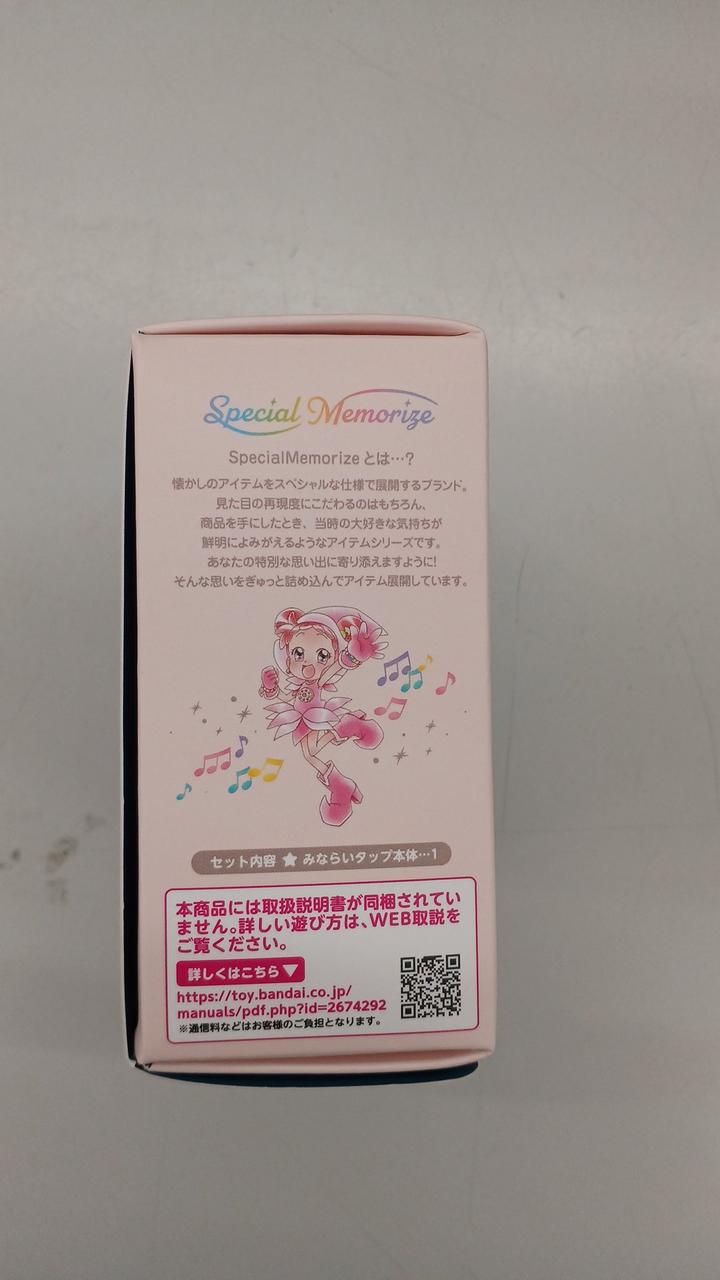 Special Memorize
SpecialMemorizeとは…?
懐かしのアイテムをスペシャルな仕様で展開するブランド。
見た目の再現度にこだわるのはもちろん、
商品を手にしたとき、当時の大好きな気持ちが
鮮明によみがえるようなアイテムシリーズです。
あなたの特別な思い出に寄り添えますように!
そんな思いをぎゅっと詰め込んでアイテム展開しています。
セット内容 ★ みならいタップ本体…1
本商品には取扱説明書が同梱されてい
ません。詳しい遊び方は、WEB取説を
ご覧ください。
詳しくはこちら▼
https://toy.bandai.co.jp/
manuals/pdf.php?id=2674292
※通信料などはお客様のご負担となります。